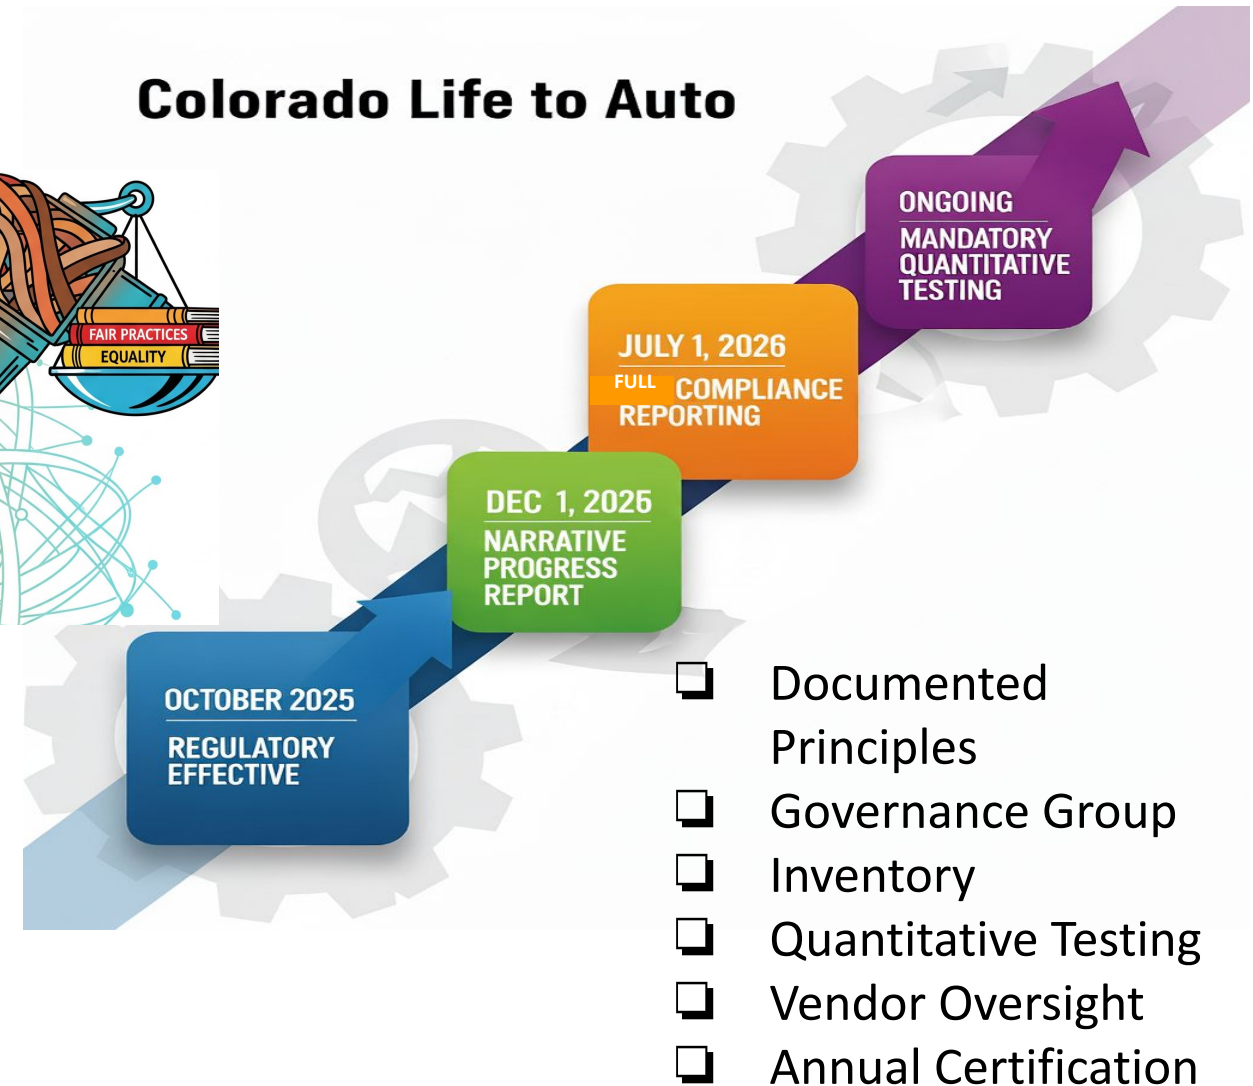 Colorado Life to Auto
FAIR PRACTICES
EQUALITY
ONGOING
MANDATORY
QUANTITATIVE
TESTING
JULY 1, 2026
FULL COMPLIANCE
REPORTING
DEC 1, 2025
NARRATIVE
PROGRESS
REPORT
OCTOBER 2025
REGULATORY
EFFECTIVE
❑ Documented
Principles
❑ Governance Group
❑ Inventory
❑ Quantitative Testing
❑ Vendor Oversight
❑ Annual Certification